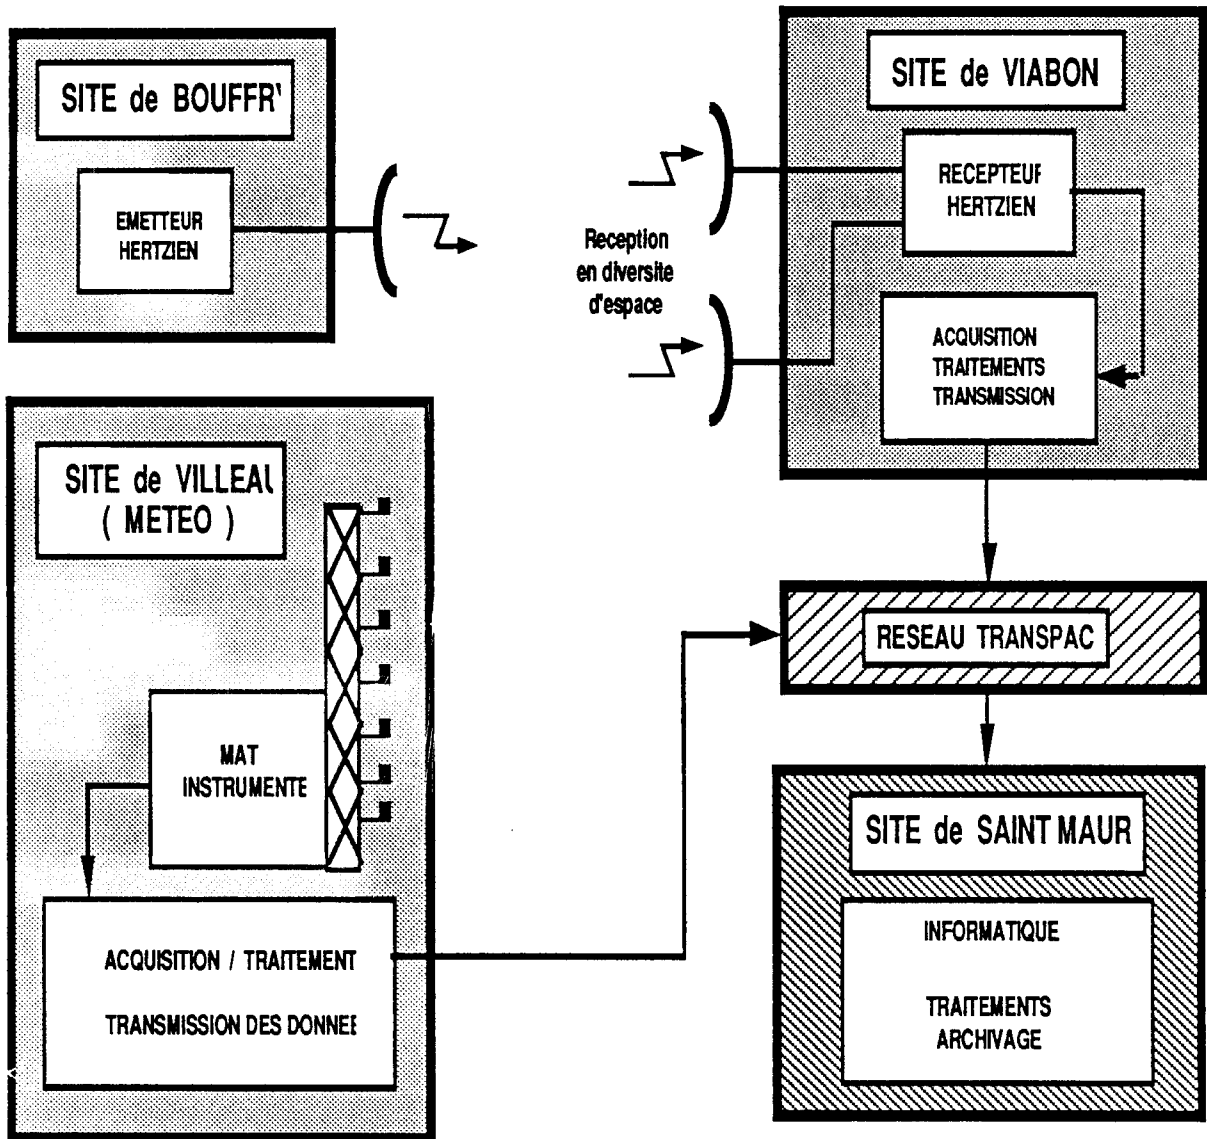 SITE de BOUFFRY
EMETTEUR
HERTZIEN
Reception
en diversite
d'espace
SITE de VIABON
RECEPTEUR
HERTZIEN
ACQUISITION
TRAITEMENTS
TRANSMISSION
SITE de VILLEAU
( METEO )
MAT
INSTRUMENTE
ACQUISITION / TRAITEMENT
TRANSMISSION DES DONNEE
RESEAU TRANSPAC
SITE de SAINT MAUR
INFORMATIQUE
TRAITEMENTS
ARCHIVAGE